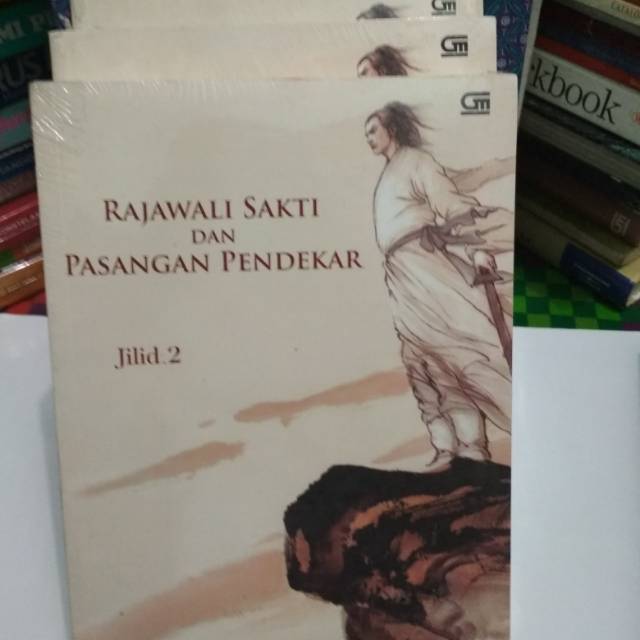 RAJAWALI SAKTI
DAN
PASANGAN PENDEKAR
Jilid.2
kbook